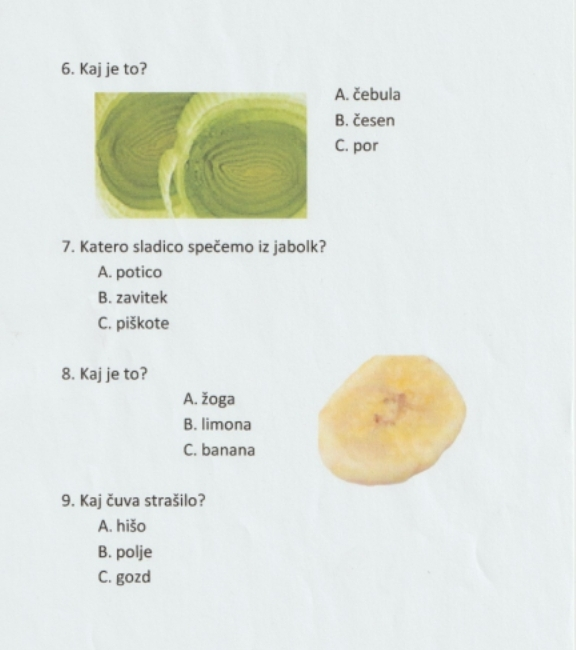 6. Kaj je to?
A. čebula
B. česen
C. por
7. Katero sladico spečemo iz jabolk?
A. potico
B. zavitek
C. piškote
8. Kaj je to?
A. žoga
B. limona
C. banana
9. Kaj čuva strašilo?
A. hišo
B. polje
C. gozd